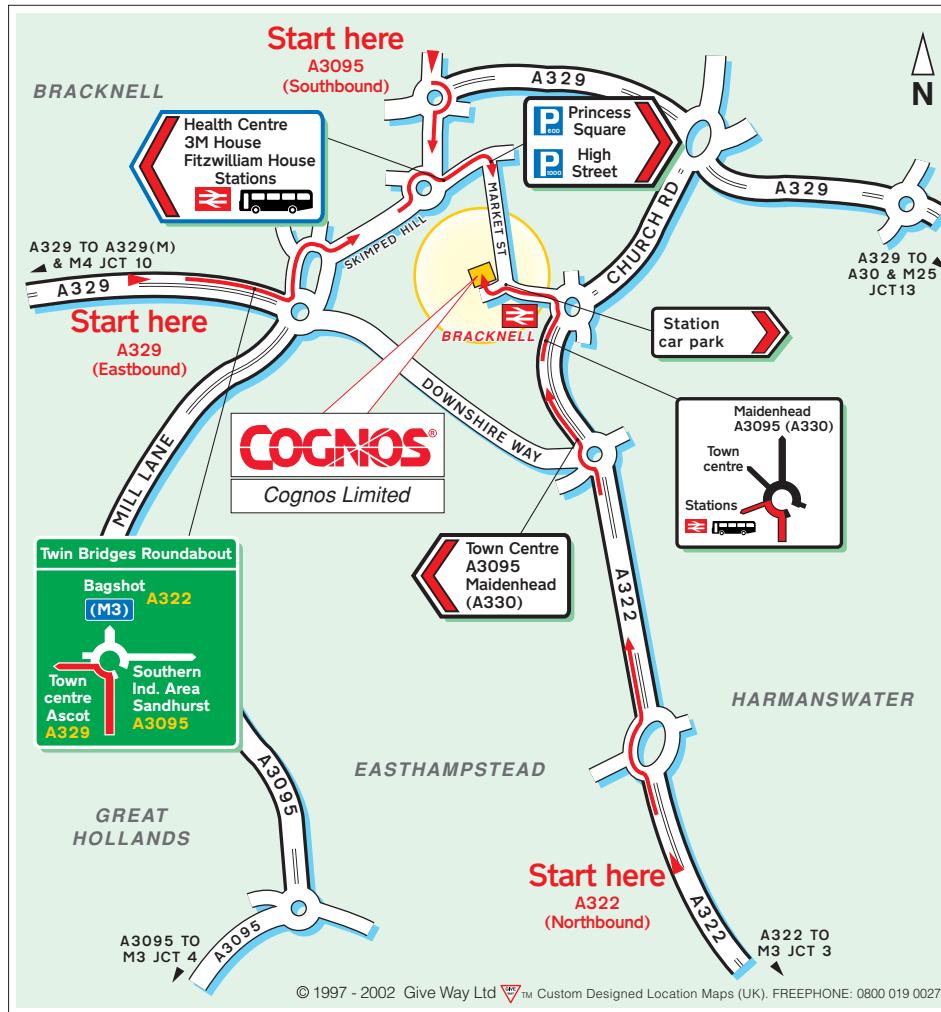 Start here
A3095
(Southbound)
BRACKNELL
A329
N
Health Centre
3M House
Fitzwilliam House
Stations
P 600
Princess
Square
P 1000
High
Street
A329
MARKET ST
CHURCH RD
SKIMPED HILL
A329 TO A329(M)
& M4 JCT 10
A329
A329 TO
A30 & M25
JCT13
Start here
A329
(Eastbound)
BRACKNELL
Station
car park
DOWNSHIRE WAY
COGNOS®
Cognos Limited
MILL LANE
Maidenhead
A3095 (A330)
Town
centre
Stations
Twin Bridges Roundabout
Bagshot
A322
(M3)
Town
centre
Ascot
A329
Southern
Ind. Area
Sandhurst
A3095
Town Centre
A3095
Maidenhead
(A330)
A322
HARMANSWATER
EASTHAMPSTEAD
A3095
GREAT
HOLLANDS
Start here
A322
(Northbound)
A322
A3095
A3095 TO
M3 JCT 4
A322 TO
M3 JCT 3
© 1997 - 2002 Give Way Ltd GIVE WAY TM Custom Designed Location Maps (UK). FREEPHONE: 0800 019 0027